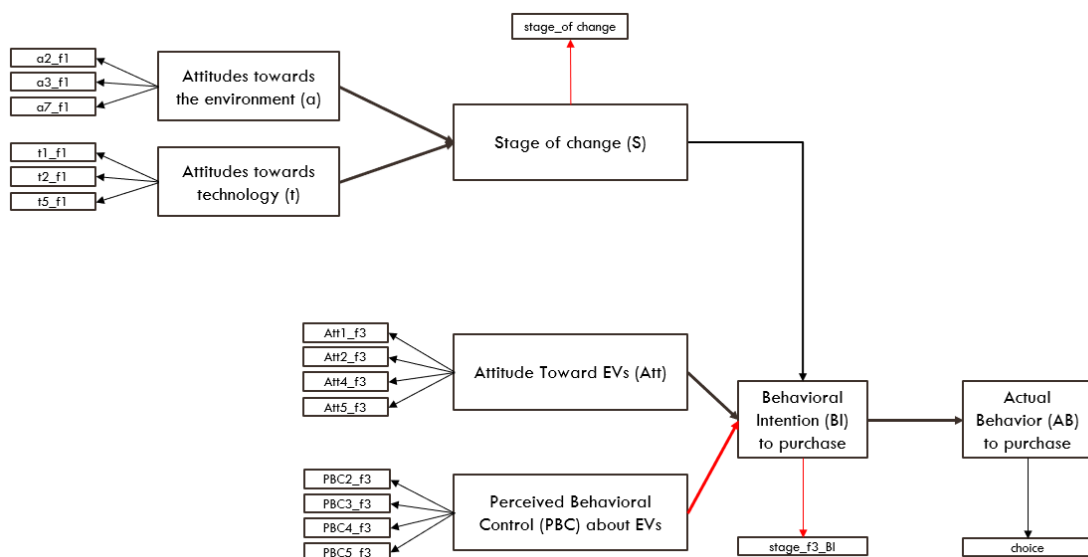 stage_of change
a2_f1
a3_f1
a7_f1
Attitudes towards
the environment (a)
t1_f1
t2_f1
t5_f1
Attitudes towards
technology (t)
Stage of change (S)
Att1_f3
Att2_f3
Att4_f3
Att5_f3
Attitude Toward EVs (Att)
Behavioral
Intention (BI)
to purchase
Actual
Behavior (AB)
to purchase
PBC2_f3
PBC3_f3
PBC4_f3
PBC5_f3
Perceived Behavioral
Control (PBC) about EVs
stage_f3_BI
choice